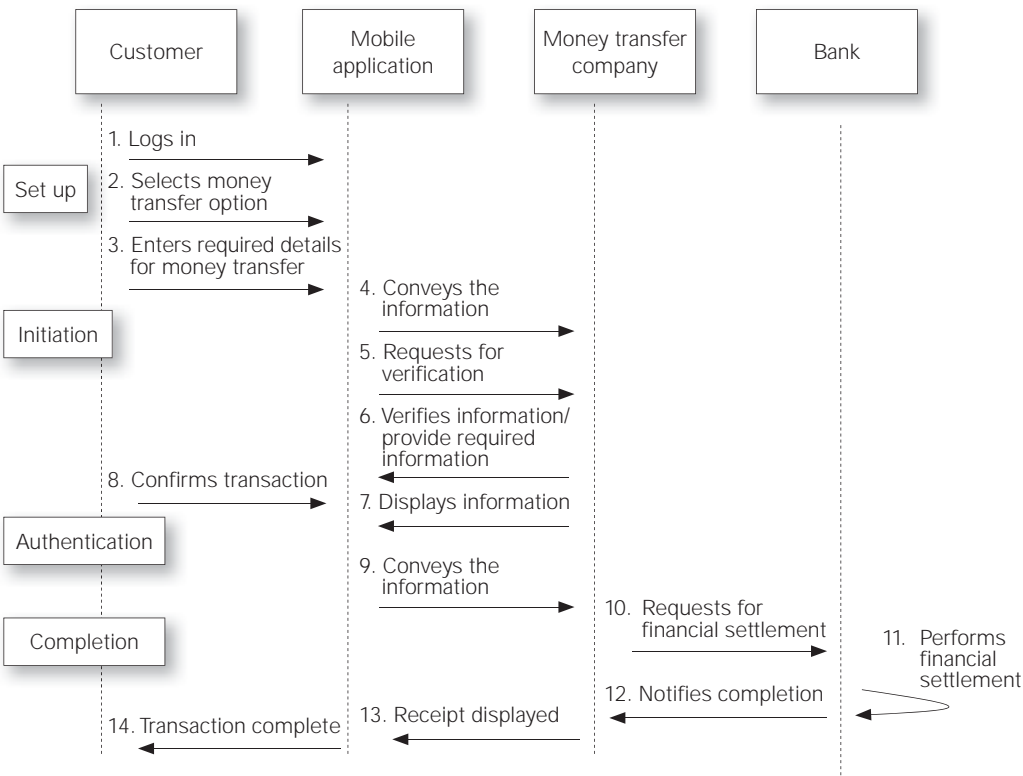 Customer
Mobile
application
Money transfer
company
Bank
Set up
1. Logs in
2. Selects money
transfer option
3. Enters required details
for money transfer
4. Conveys the
information
Initiation
5. Requests for
verification
6. Verifies information/
provide required
information
8. Confirms transaction
7. Displays information
Authentication
9. Conveys the
information
10. Requests for
financial settlement
Completion
11. Performs
financial
settlement
12. Notifies completion
13. Receipt displayed
14. Transaction complete